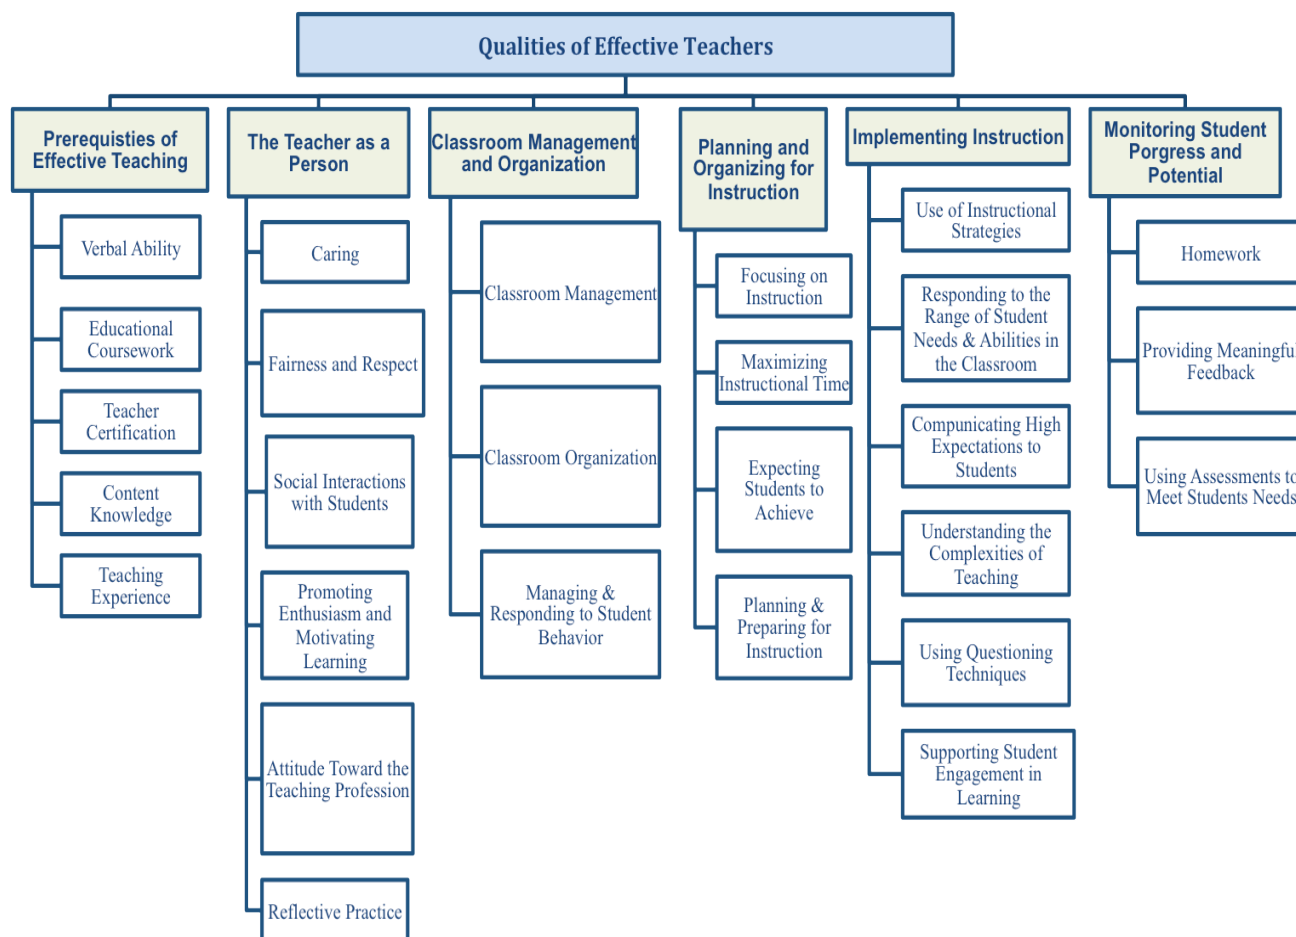 Qualities of Effective Teachers
Prerequisties of
Effective Teaching
Verbal Ability
Educational
Coursework
Teacher
Certification
Content
Knowledge
Teaching
Experience
The Teacher as a
Person
Caring
Fairness and Respect
Social Interactions
with Students
Promoting
Enthusiasm and
Motivating
Learning
Attitude Toward the
Teaching Profession
Reflective Practice
Classroom Management
and Organization
Classroom Management
Classroom Organization
Managing &
Responding to Student
Behavior
Planning and
Organizing for
Instruction
Focusing on
Instruction
Maximizing
Instructional Time
Expecting
Students to
Achieve
Planning &
Preparing for
Instruction
Implementing Instruction
Use of Instructional
Strategies
Responding to the
Range of Student
Needs & Abilities in
the Classroom
Compunicating High
Expectations to
Students
Understanding the
Complexities of
Teaching
Using Questioning
Techniques
Supporting Student
Engagement in
Learning
Monitoring Student
Porgress and
Potential
Homework
Providing Meaningful
Feedback
Using Assessments to
Meet Students Needs